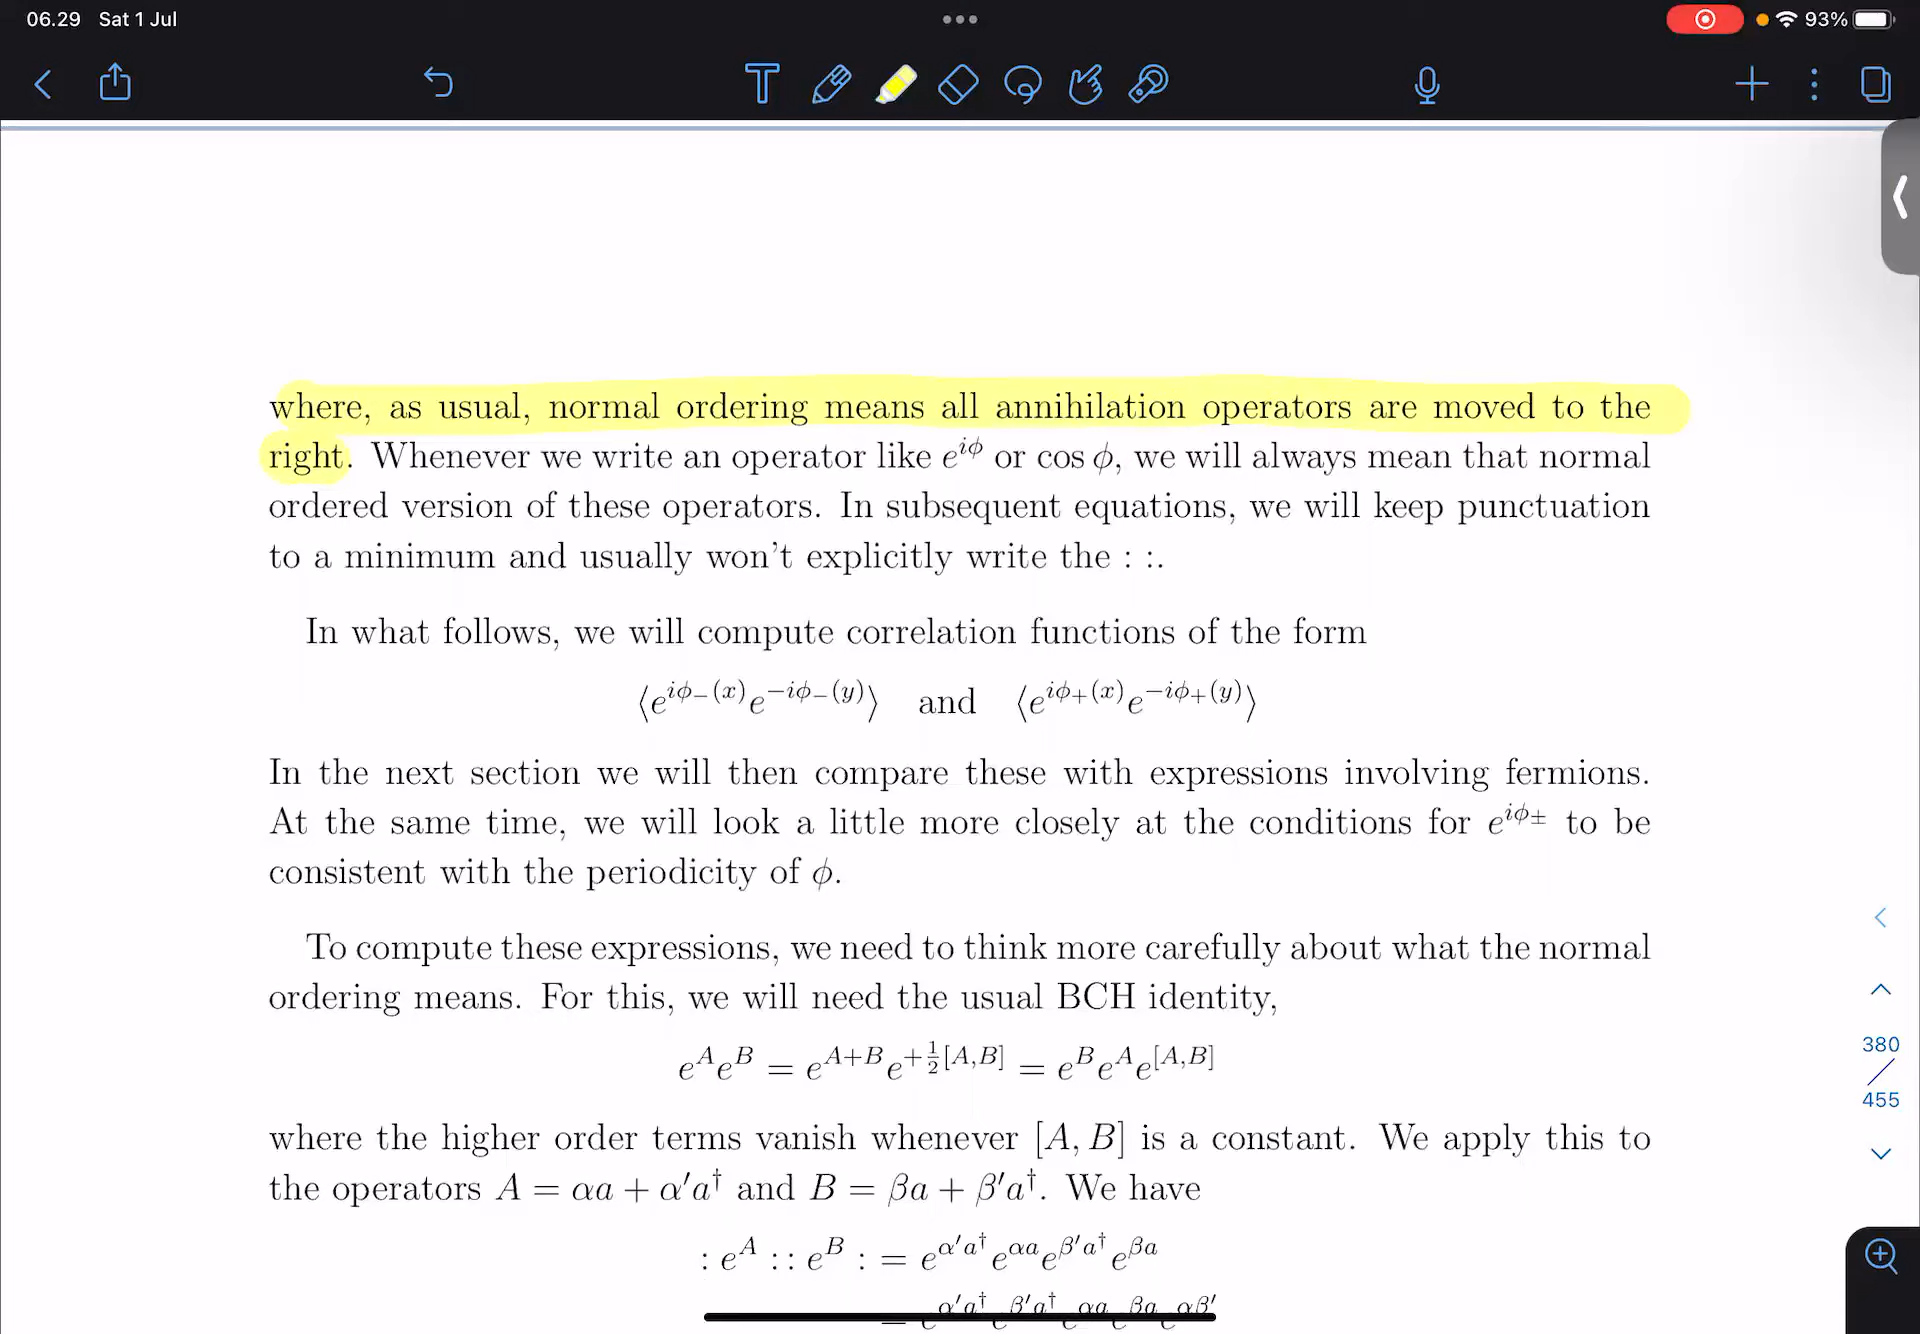 06.29 Sat 1 Jul
93%
where, as usual, normal ordering means all annihilation operators are moved to the
right. Whenever we write an operator like e^{iϕ} or cos ϕ, we will always mean that normal
ordered version of these operators. In subsequent equations, we will keep punctuation
to a minimum and usually won't explicitly write the : :.
In what follows, we will compute correlation functions of the form
⟨e^{iϕ₋(x)}e^{−iϕ₋(y)}⟩ and ⟨e^{iϕ₊(x)}e^{−iϕ₊(y)}⟩
In the next section we will then compare these with expressions involving fermions.
At the same time, we will look a little more closely at the conditions for e^{iϕ±} to be
consistent with the periodicity of ϕ.
To compute these expressions, we need to think more carefully about what the normal
ordering means. For this, we will need the usual BCH identity,
e^A e^B = e^{A+B} e^{+½[A,B]} = e^B e^A e^{[A,B]}
where the higher order terms vanish whenever [A, B] is a constant. We apply this to
the operators A = αa + α′a† and B = βa + β′a†. We have
: e^A : : e^B : = e^{α′a†} e^{αa} e^{β′a†} e^{βa}
= e^{α′a†} e^{β′a†} e^{αa} e^{βa} e^{αβ′}
380
/
455